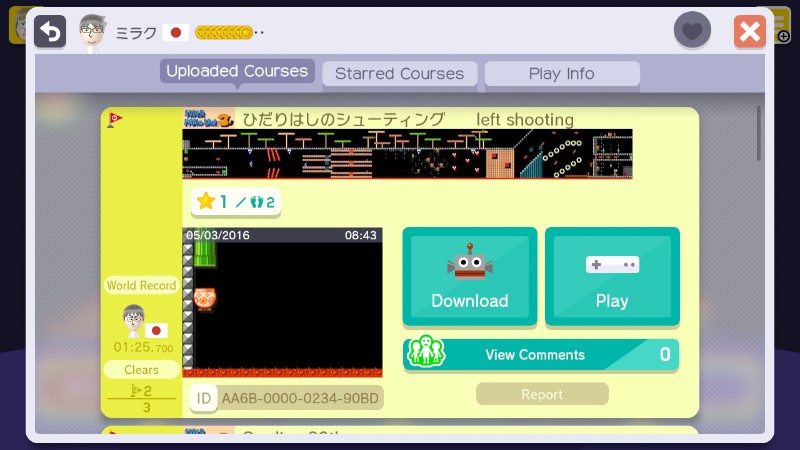 ミラク
Uploaded Courses
Starred Courses
Play Info
ひだりはしのシューティング left shooting
1 / 2
05/03/2016 08:43
World Record
01:25.700
Clears
2
3
Download
Play
View Comments 0
ID AA6B-0000-0234-90BD
Report